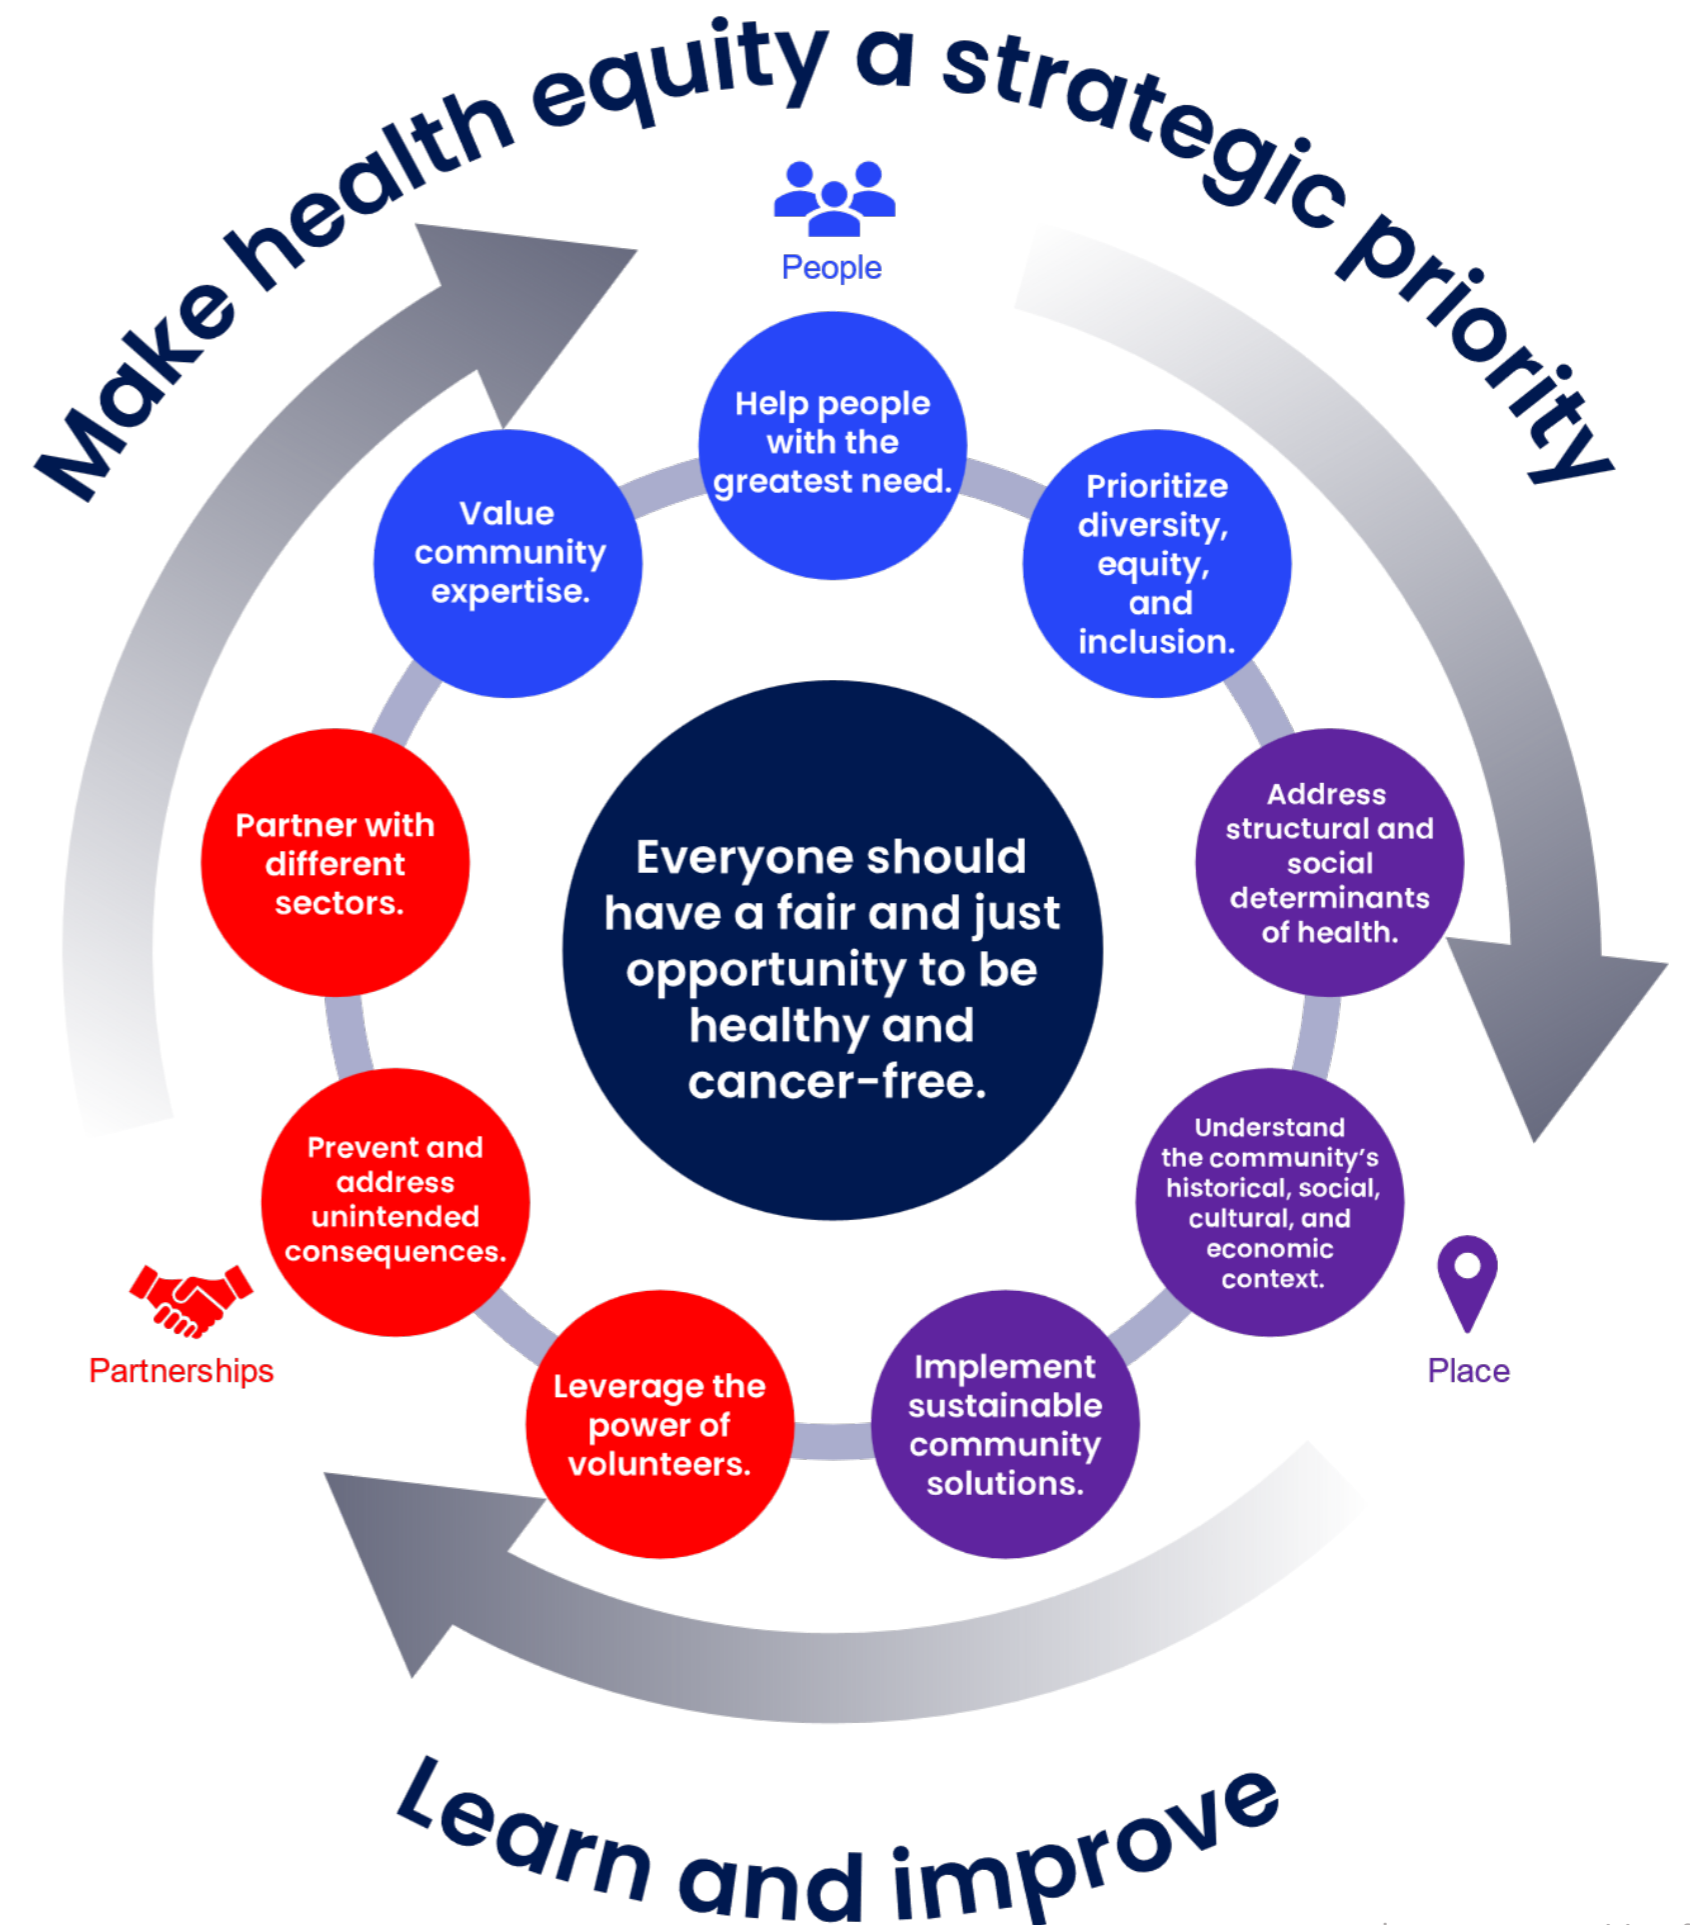 Make health equity a strategic priority
People
Help people
with the
greatest need.
Prioritize
diversity,
equity,
and
inclusion.
Address
structural and
social
determinants
of health.
Understand
the community’s
historical, social,
cultural, and
economic
context.
Place
Implement
sustainable
community
solutions.
Leverage the
power of
volunteers.
Prevent and
address
unintended
consequences.
Partnerships
Partner with
different
sectors.
Value
community
expertise.
Everyone should
have a fair and just
opportunity to be
healthy and
cancer-free.
Learn and improve